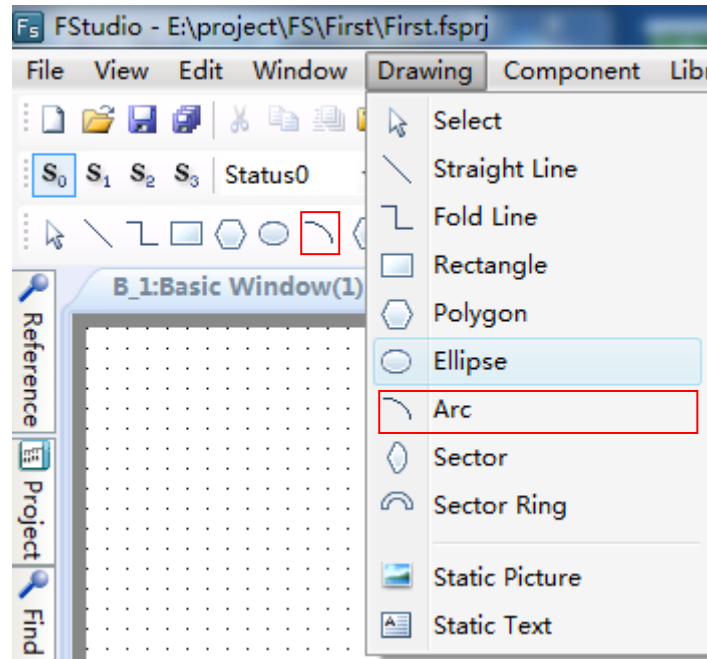 Fs FStudio - E:\project\FS\First\First.fsprj
File View Edit Window Drawing Component
S0 S1 S2 S3 Status0
B_1:Basic Window(1)
Reference
Project
Find
Select
Straight Line
Fold Line
Rectangle
Polygon
Ellipse
Arc
Sector
Sector Ring
Static Picture
Static Text